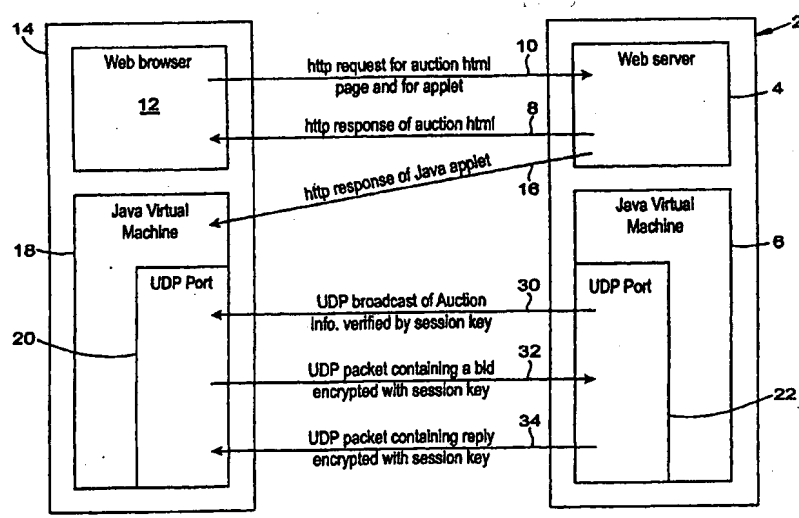 14
2
Web browser
12
http request for auction html
10
page and for applet
Web server
4
http response of auction html
8
http response of Java applet
16
Java Virtual
Machine
18
Java Virtual
Machine
6
UDP Port
20
UDP Port
22
UDP broadcast of Auction
30
Info. verified by session key
UDP packet containing a bid
32
encrypted with session key
UDP packet containing reply
34
encrypted with session key